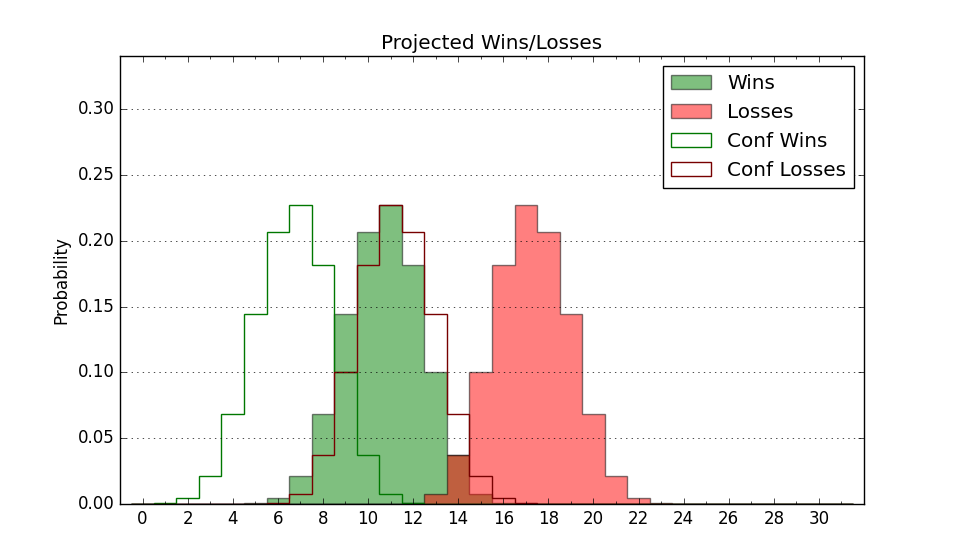 Projected Wins/Losses
Wins
Losses
Conf Wins
Conf Losses
Probability
0.30
0.25
0.20
0.15
0.10
0.05
0.00
0 2 4 6 8 10 12 14 16 18 20 22 24 26 28 30